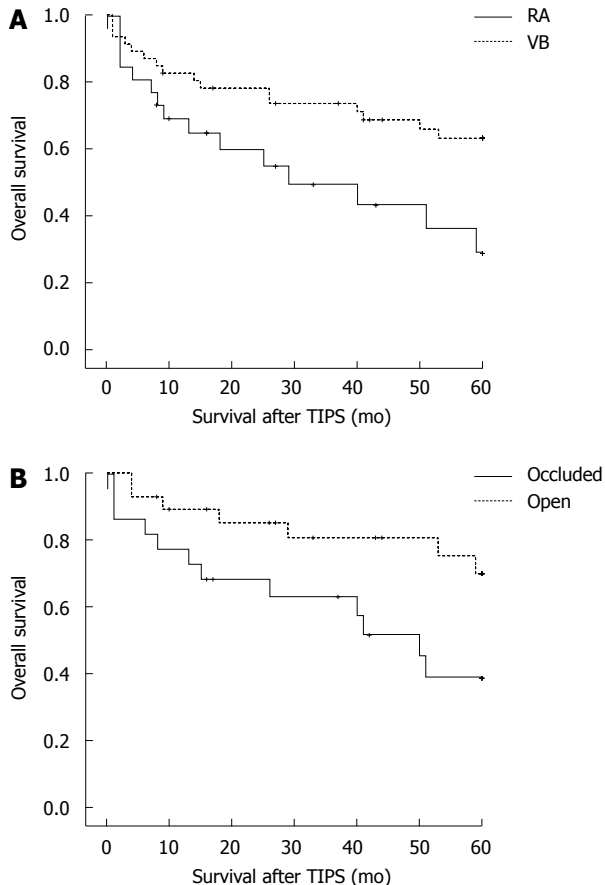 A
RA
VB
Overall survival
1.0
0.8
0.6
0.4
0.2
0.0
0 10 20 30 40 50 60
Survival after TIPS (mo)
B
Occluded
Open
Overall survival
1.0
0.8
0.6
0.4
0.2
0.0
0 10 20 30 40 50 60
Survival after TIPS (mo)